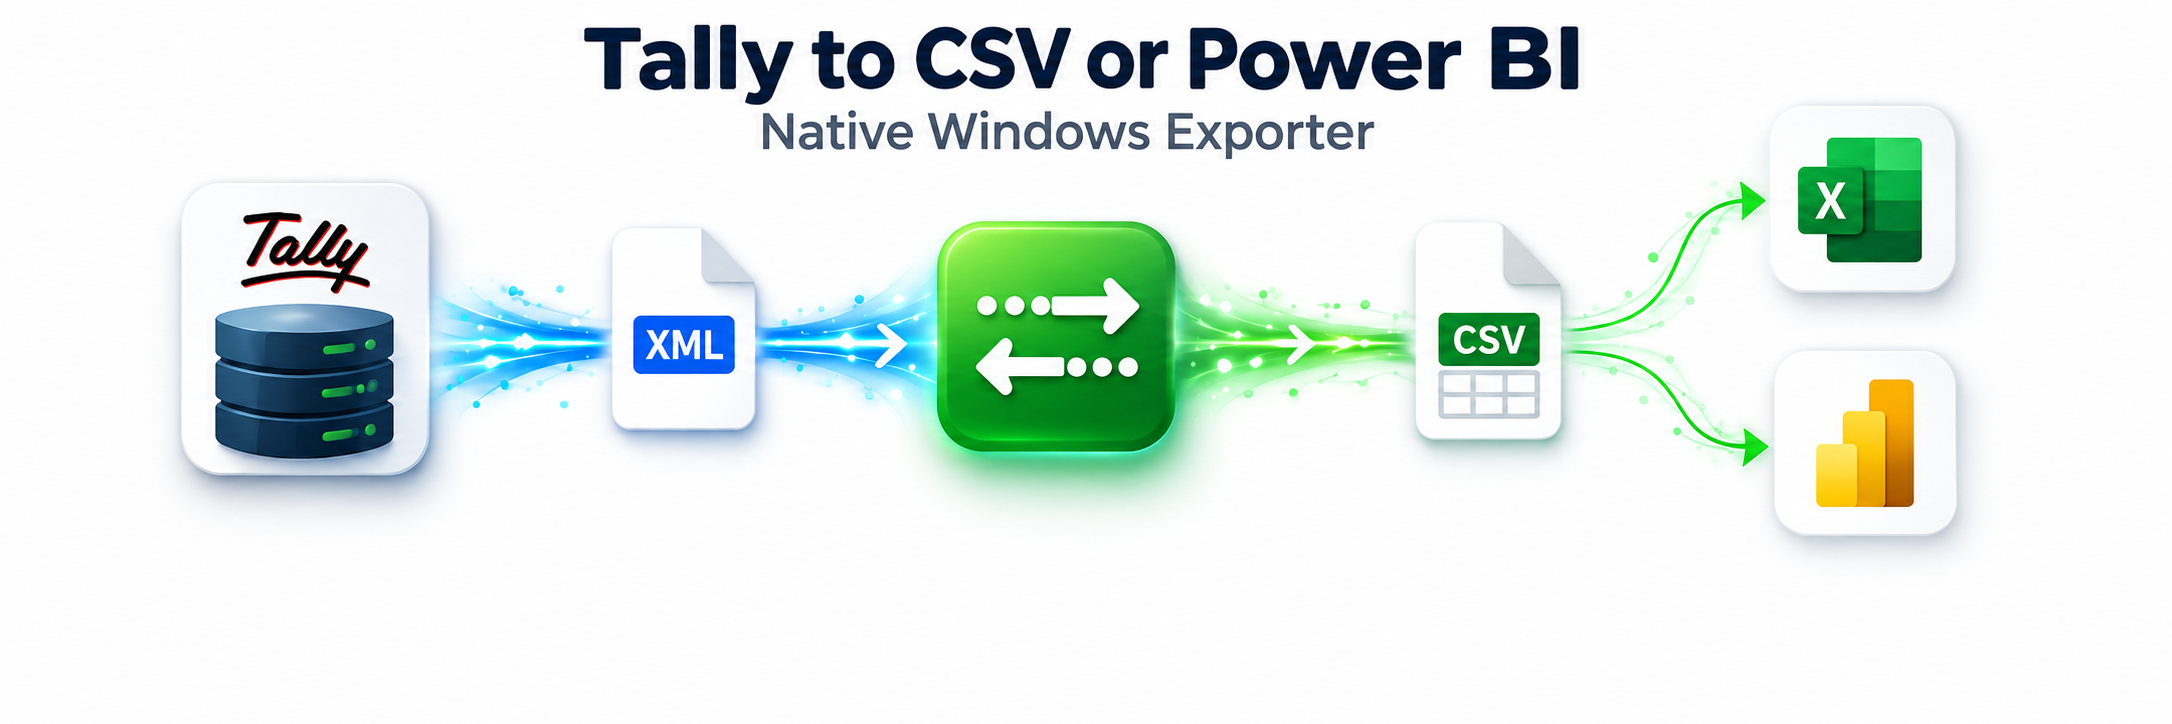 Tally to CSV or Power BI
Native Windows Exporter
Tally
XML
CSV
X